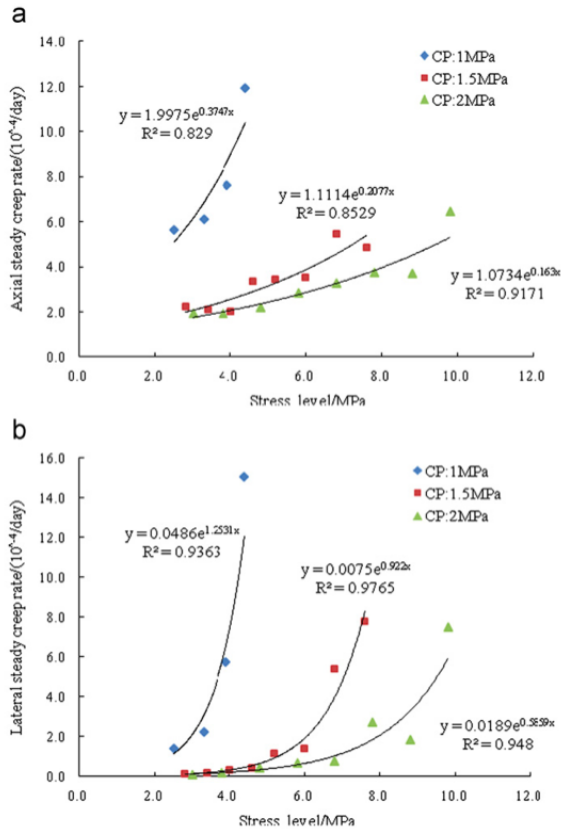 a
14.0
12.0
10.0
8.0
6.0
4.0
2.0
0.0
Axial steady creep rate/(10^-4/day)
CP:1MPa
CP:1.5MPa
CP:2MPa
y = 1.9975e^0.3747x
R² = 0.829
y = 1.1114e^0.2077x
R² = 0.8529
y = 1.0734e^0.163x
R² = 0.9171
0.0 2.0 4.0 6.0 8.0 10.0 12.0
Stress level/MPa
b
16.0
14.0
12.0
10.0
8.0
6.0
4.0
2.0
0.0
Lateral steady creep rate/(10^-4/day)
CP:1MPa
CP:1.5MPa
CP:2MPa
y = 0.0486e^1.2531x
R² = 0.9363
y = 0.0075e^0.922x
R² = 0.9765
y = 0.0189e^0.5859x
R² = 0.948
0.0 2.0 4.0 6.0 8.0 10.0 12.0
Stress level/MPa